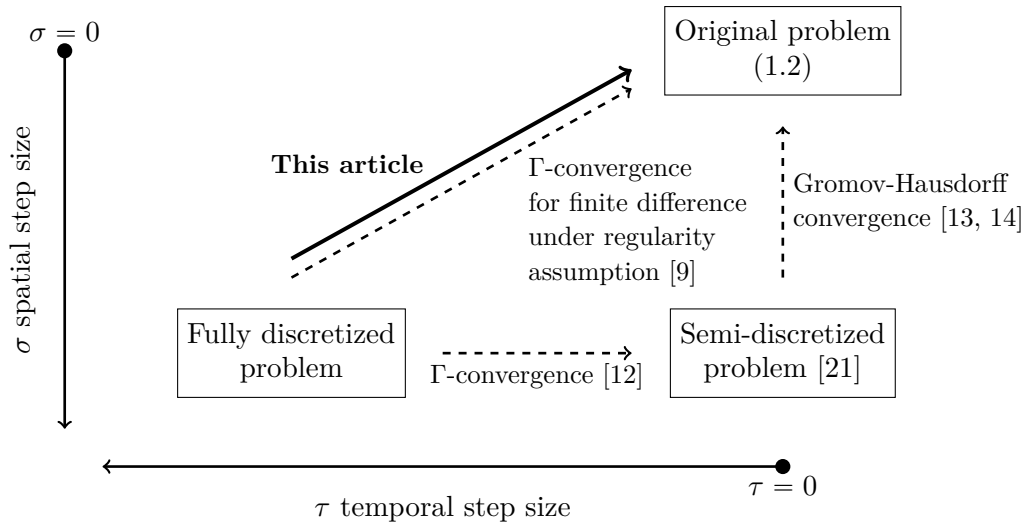 σ = 0
Original problem
(1.2)
This article
Γ-convergence
for finite difference
under regularity
assumption [9]
Gromov-Hausdorff
convergence [13, 14]
σ spatial step size
Fully discretized
problem
Γ-convergence [12]
Semi-discretized
problem [21]
τ = 0
τ temporal step size